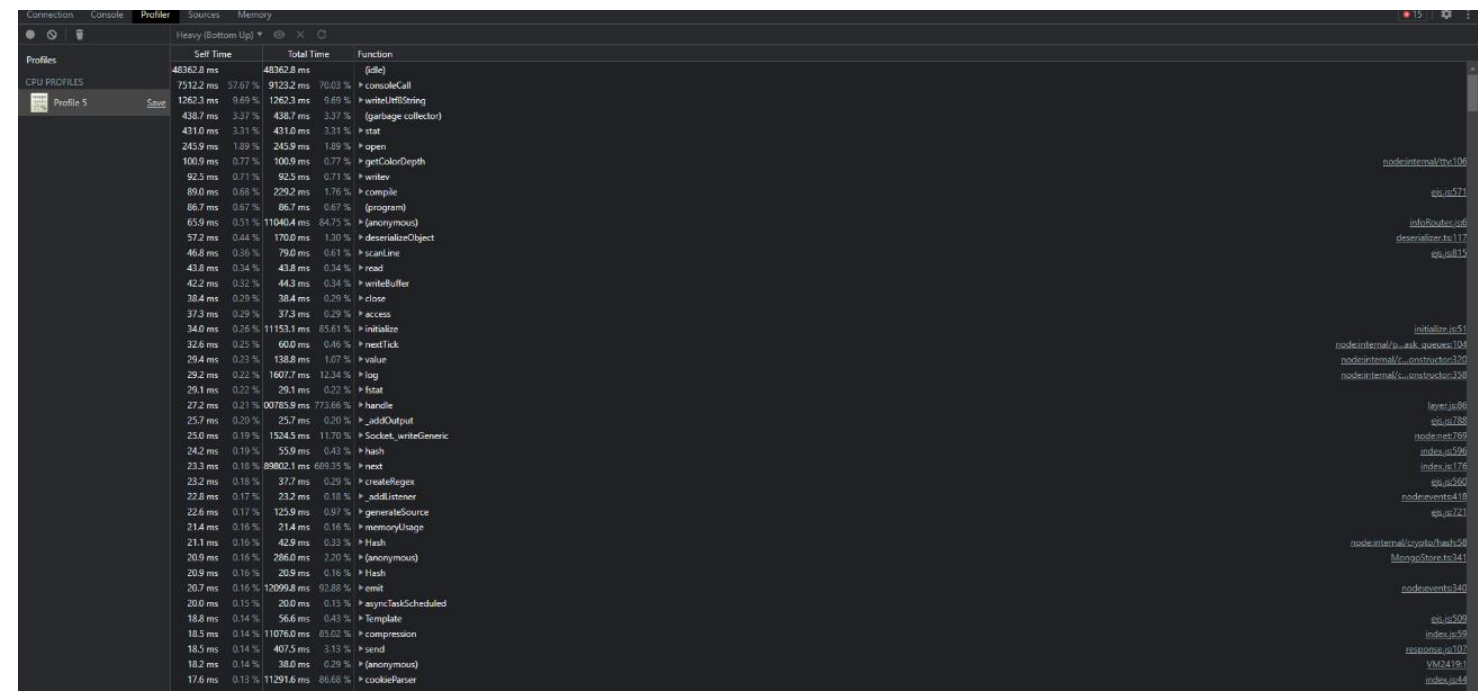 Connection Console Profiler Sources Memory 15
Heavy (Bottom Up)
Profiles Self Time Total Time Function
48362.8 ms 48362.8 ms (idle)
CPU PROFILES 7512.2 ms 57.67 % 9123.2 ms 70.03 % consoleCall
Profile 5 Save 1262.3 ms 9.69 % 1262.3 ms 9.69 % writeUtf8String
438.7 ms 3.37 % 438.7 ms 3.37 % (garbage collector)
431.0 ms 3.31 % 431.0 ms 3.31 % stat
245.9 ms 1.89 % 245.9 ms 1.89 % open
100.9 ms 0.77 % 100.9 ms 0.77 % getColorDepth node:internal/tty:106
92.5 ms 0.71 % 92.5 ms 0.71 % writev
89.0 ms 0.68 % 229.2 ms 1.76 % compile ejs.js:571
86.7 ms 0.67 % 86.7 ms 0.67 % (program)
65.9 ms 0.51 % 11040.4 ms 84.75 % (anonymous) infoRouter.js:6
57.2 ms 0.44 % 170.0 ms 1.30 % deserializeObject deserializer.ts:117
46.8 ms 0.36 % 79.0 ms 0.61 % scanLine ejs.js:815
43.8 ms 0.34 % 43.8 ms 0.34 % read
42.2 ms 0.32 % 44.3 ms 0.34 % writeBuffer
38.4 ms 0.29 % 38.4 ms 0.29 % close
37.3 ms 0.29 % 37.3 ms 0.29 % access
34.0 ms 0.26 % 11153.1 ms 85.61 % initialize initialize.js:51
32.6 ms 0.25 % 60.0 ms 0.46 % nextTick node:internal/p...ask_queues:104
29.4 ms 0.23 % 138.8 ms 1.07 % value node:internal/c...onstructor:320
29.2 ms 0.22 % 1607.7 ms 12.34 % log node:internal/c...onstructor:358
29.1 ms 0.22 % 29.1 ms 0.22 % fstat
27.2 ms 0.21 % 00785.9 ms 773.66 % handle layer.js:86
25.7 ms 0.20 % 25.7 ms 0.20 % _addOutput ejs.js:788
25.0 ms 0.19 % 1524.5 ms 11.70 % Socket._writeGeneric node:net:769
24.2 ms 0.19 % 55.9 ms 0.43 % hash index.js:596
23.3 ms 0.18 % 89802.1 ms 689.35 % next index.js:176
23.2 ms 0.18 % 37.7 ms 0.29 % createRegex ejs.js:560
22.8 ms 0.17 % 23.2 ms 0.18 % _addListener node:events:418
22.6 ms 0.17 % 125.9 ms 0.97 % generateSource ejs.js:721
21.4 ms 0.16 % 21.4 ms 0.16 % memoryUsage
21.1 ms 0.16 % 42.9 ms 0.33 % Hash node:internal/crypto/hash:58
20.9 ms 0.16 % 286.0 ms 2.20 % (anonymous) MongoStore.ts:341
20.9 ms 0.16 % 20.9 ms 0.16 % Hash
20.7 ms 0.16 % 12099.8 ms 92.88 % emit node:events:340
20.0 ms 0.15 % 20.0 ms 0.15 % asyncTaskScheduled
18.8 ms 0.14 % 56.6 ms 0.43 % Template ejs.js:509
18.5 ms 0.14 % 11076.0 ms 85.02 % compression index.js:59
18.5 ms 0.14 % 407.5 ms 3.13 % send response.js:107
18.2 ms 0.14 % 38.0 ms 0.29 % (anonymous) VM2419:1
17.6 ms 0.13 % 11291.6 ms 86.68 % cookieParser index.js:44